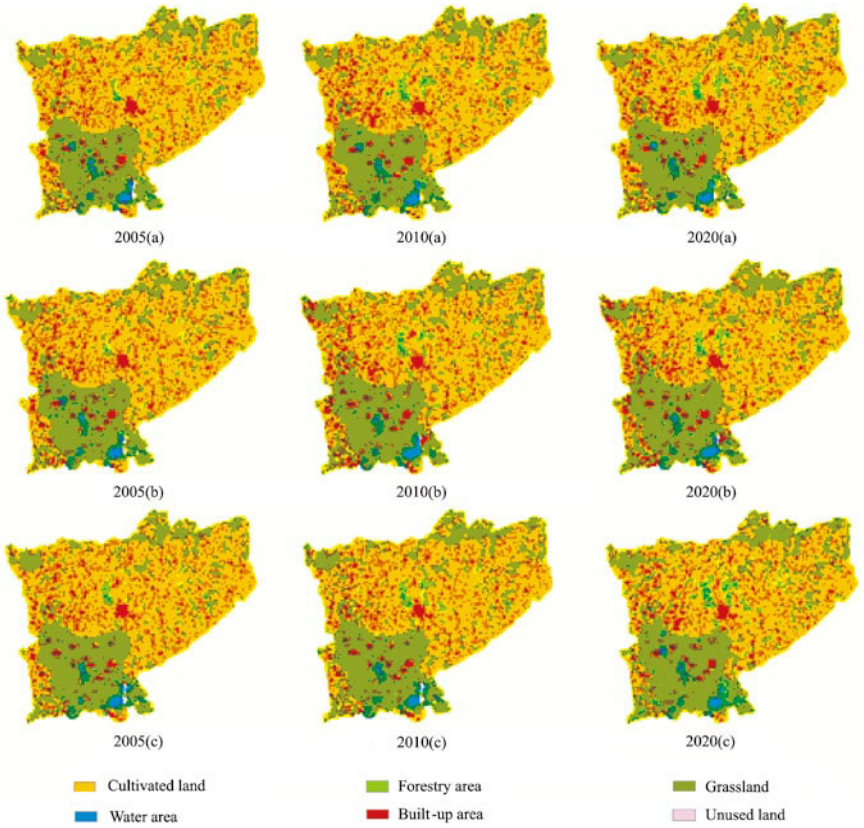 2005(a) 2010(a) 2020(a)
2005(b) 2010(b) 2020(b)
2005(c) 2010(c) 2020(c)
Cultivated land Forestry area Grassland
Water area Built-up area Unused land